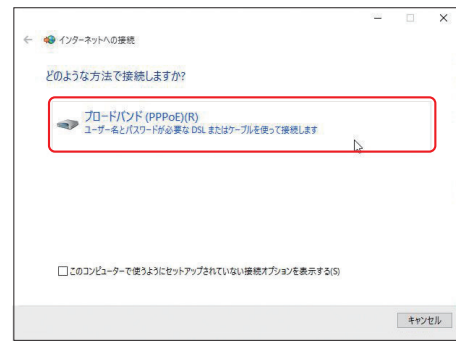 インターネットへの接続
どのような方法で接続しますか?
ブロードバンド (PPPoE)(R)
ユーザー名とパスワードが必要な DSL またはケーブルを使って接続します
このコンピューターで使うようにセットアップされていない接続オプションを表示する(S)
キャンセル